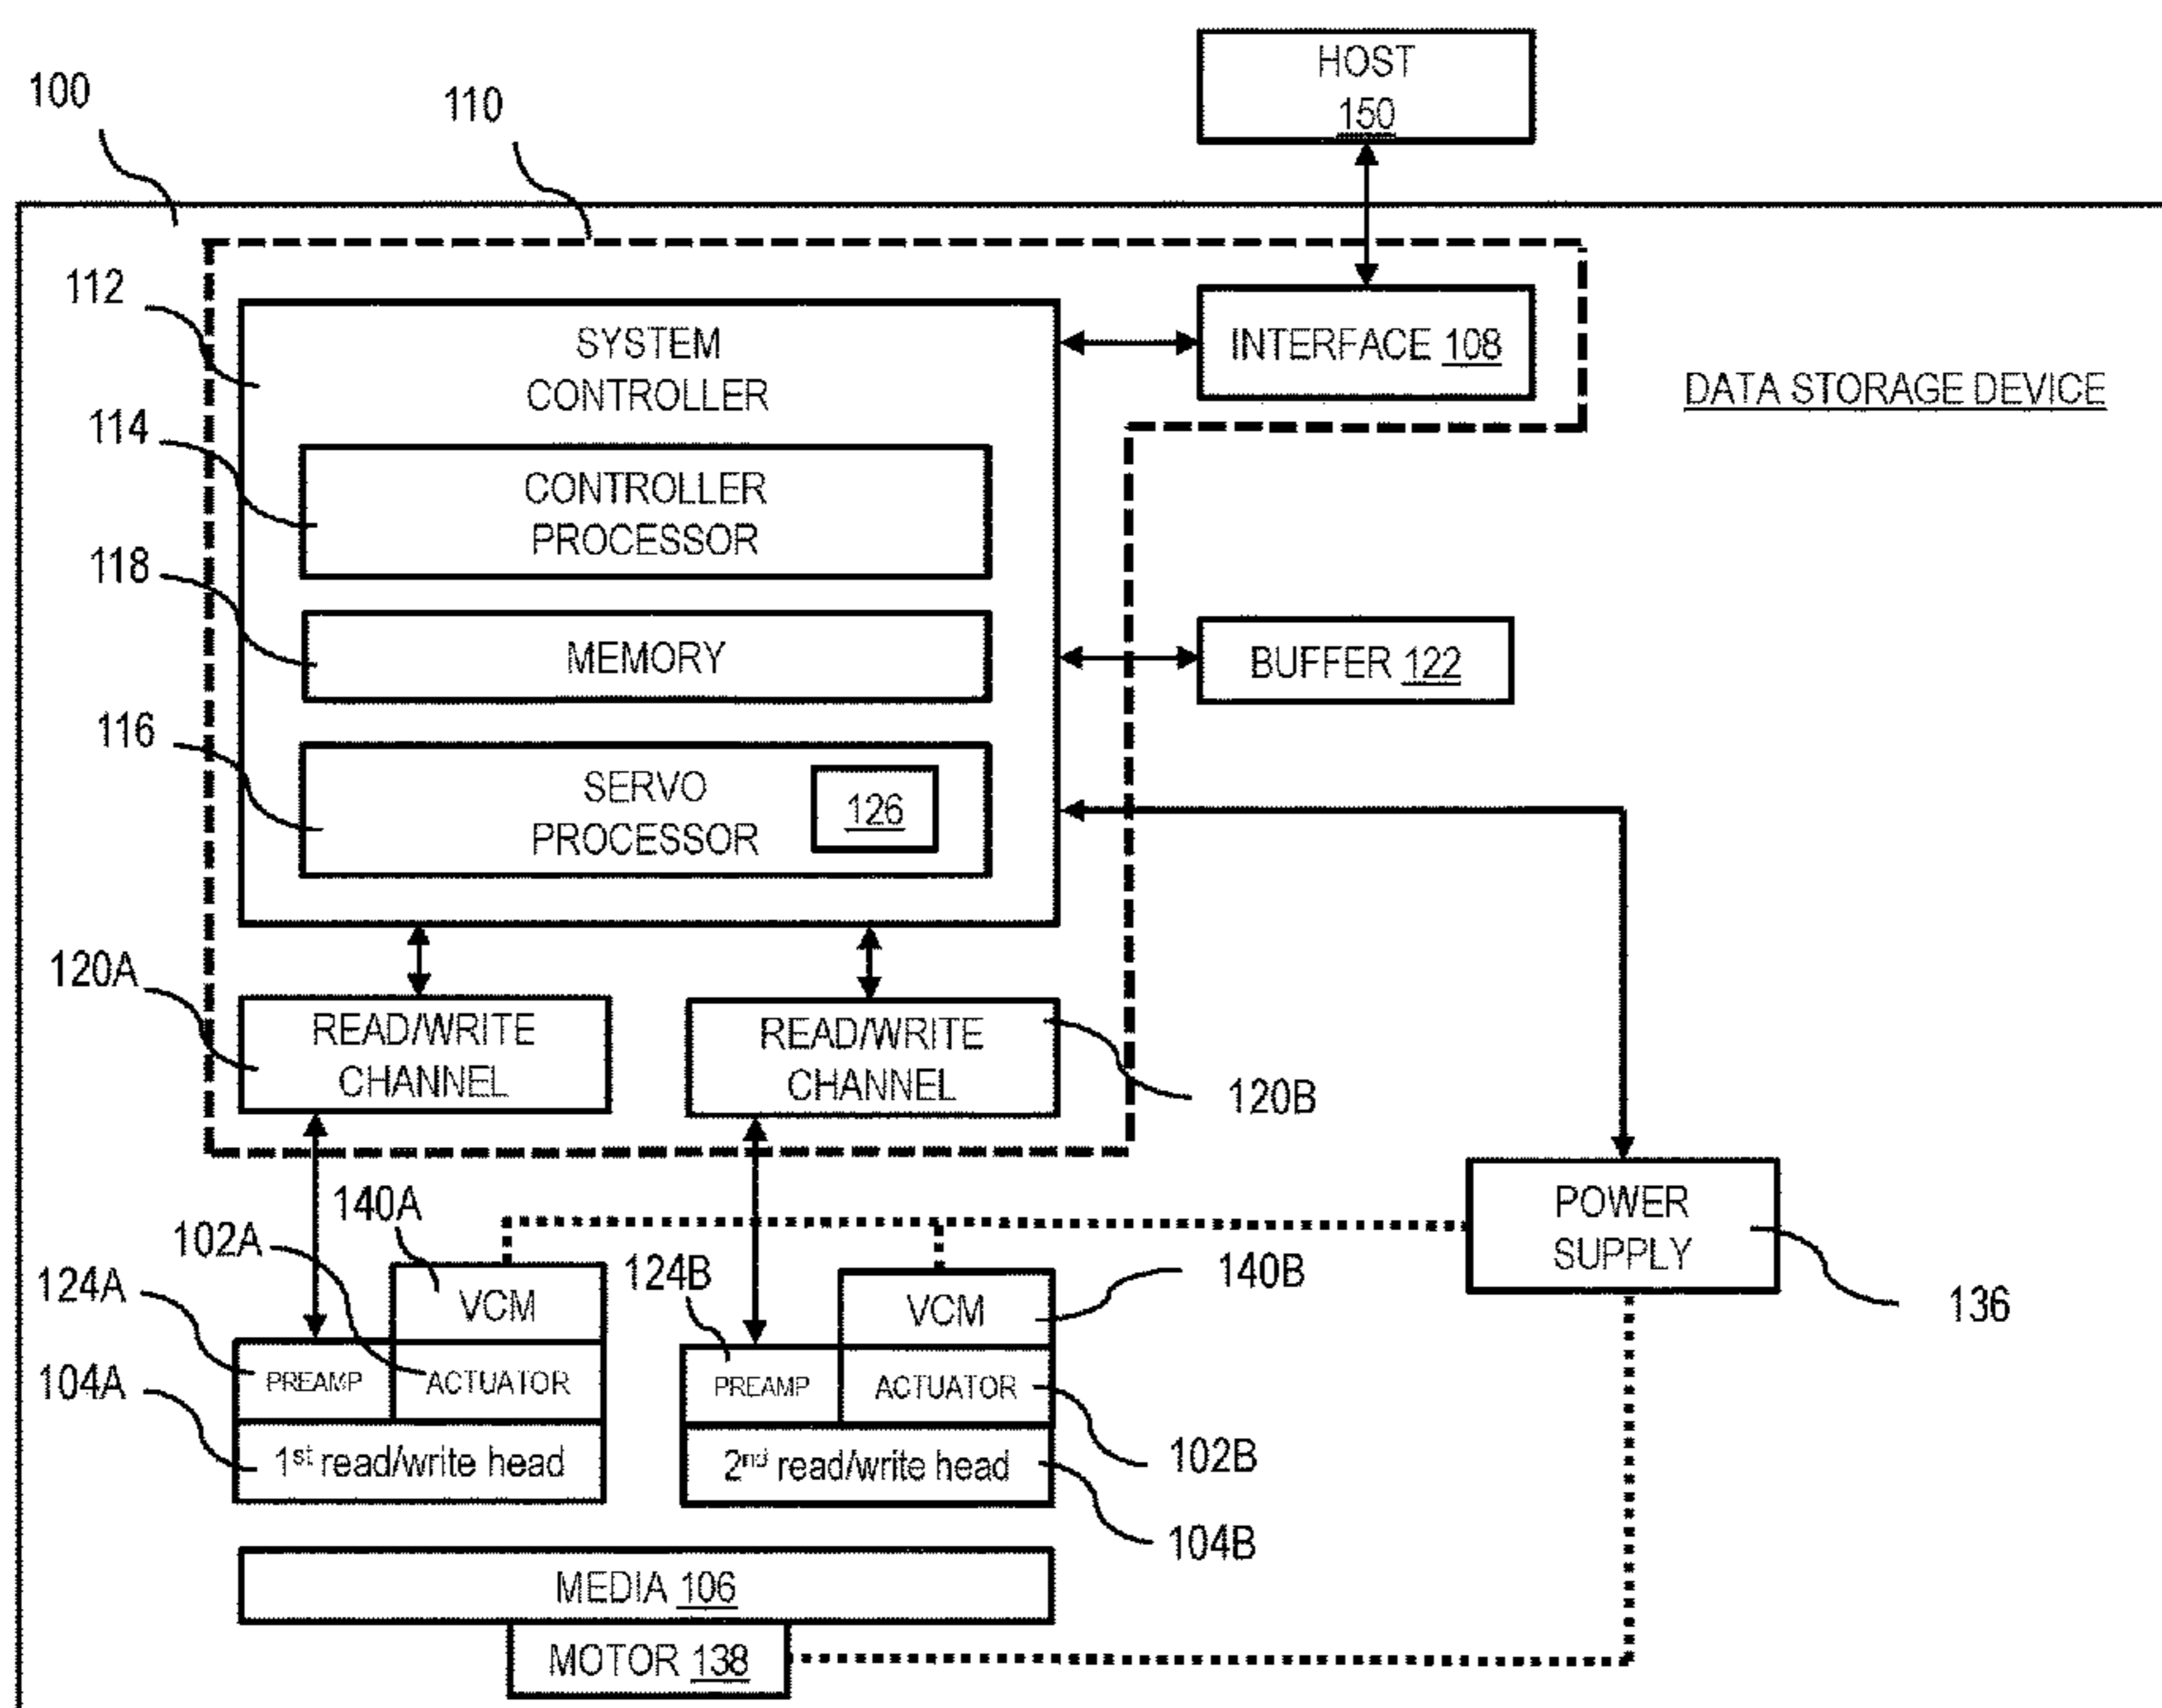 HOST
150
100
110
112
SYSTEM
CONTROLLER
INTERFACE 108
DATA STORAGE DEVICE
114
CONTROLLER
PROCESSOR
118
MEMORY
BUFFER 122
116
SERVO
PROCESSOR
126
120A
READ/WRITE
CHANNEL
READ/WRITE
CHANNEL
120B
POWER
SUPPLY
136
140A
102A
124A
VCM
124B
VCM
140B
104A
PREAMP
ACTUATOR
PREAMP
ACTUATOR
102B
1st read/write head
2nd read/write head
104B
MEDIA 106
MOTOR 138